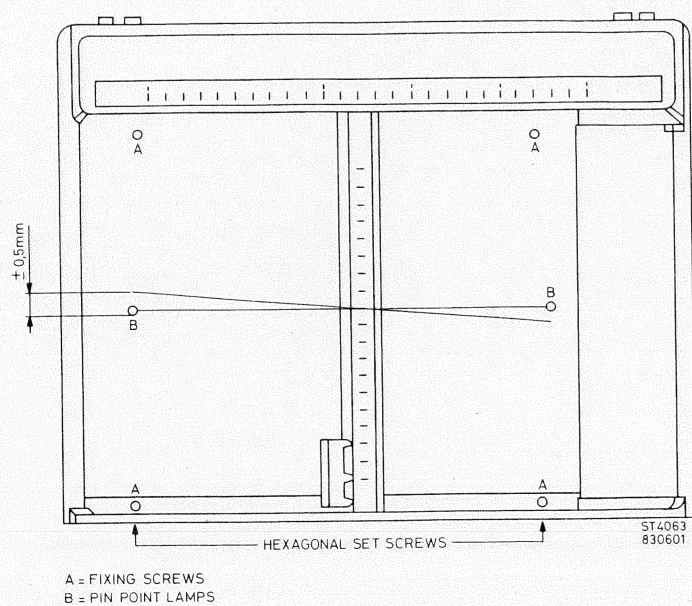 A
A
±0,5mm
B
B
A
A
ST4063
830601
HEXAGONAL SET SCREWS
A = FIXING SCREWS
B = PIN POINT LAMPS